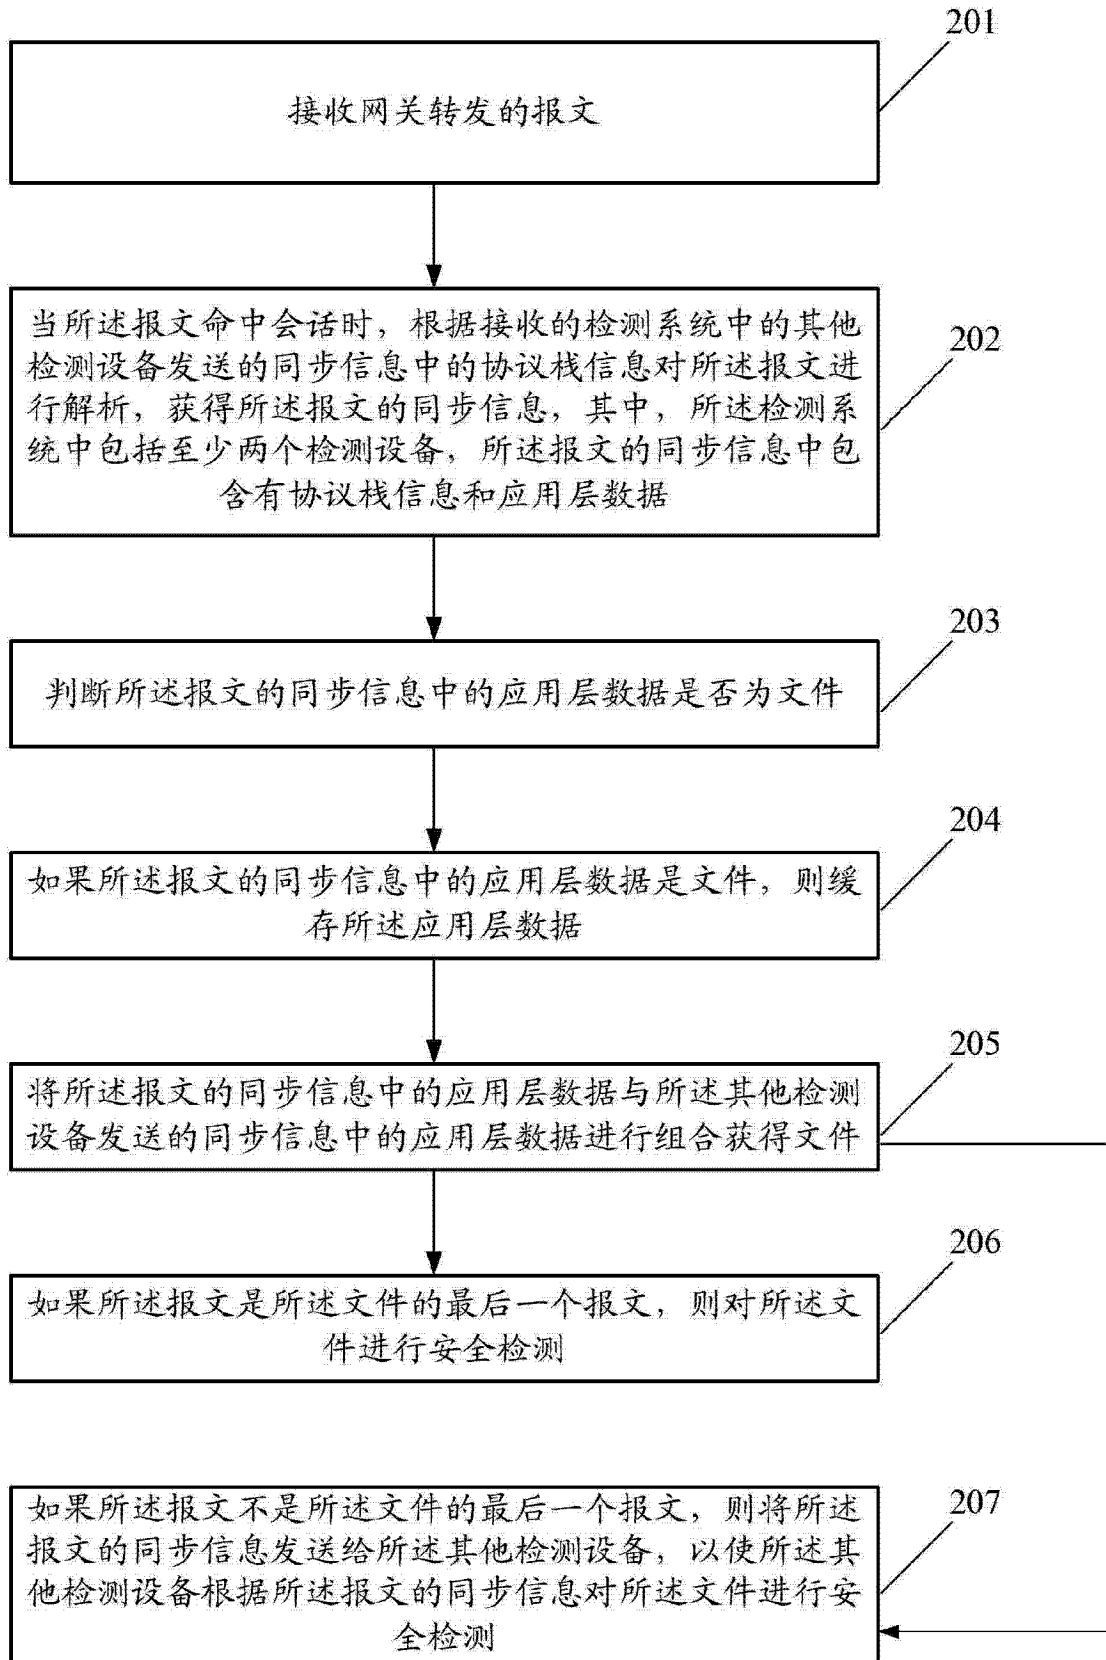 201
接收网关转发的报文
202
当所述报文命中会话时，根据接收的检测系统中的其他
检测设备发送的同步信息中的协议栈信息对所述报文进
行解析，获得所述报文的同步信息，其中，所述检测系
统中包括至少两个检测设备，所述报文的同步信息中包
含有协议栈信息和应用层数据
203
判断所述报文的同步信息中的应用层数据是否为文件
204
如果所述报文的同步信息中的应用层数据是文件，则缓
存所述应用层数据
205
将所述报文的同步信息中的应用层数据与所述其他检测
设备发送的同步信息中的应用层数据进行组合获得文件
206
如果所述报文是所述文件的最后一个报文，则对所述文
件进行安全检测
207
如果所述报文不是所述文件的最后一个报文，则将所述
报文的同步信息发送给所述其他检测设备，以使所述其
他检测设备根据所述报文的同步信息对所述文件进行安
全检测